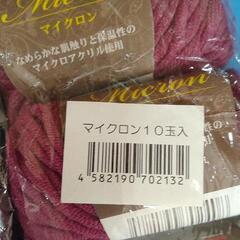 Micron
マイクロン
なめらかな肌触りと保温性の
マイクロアクリル使用
Micron
マイクロン10玉入
4 582190 702132